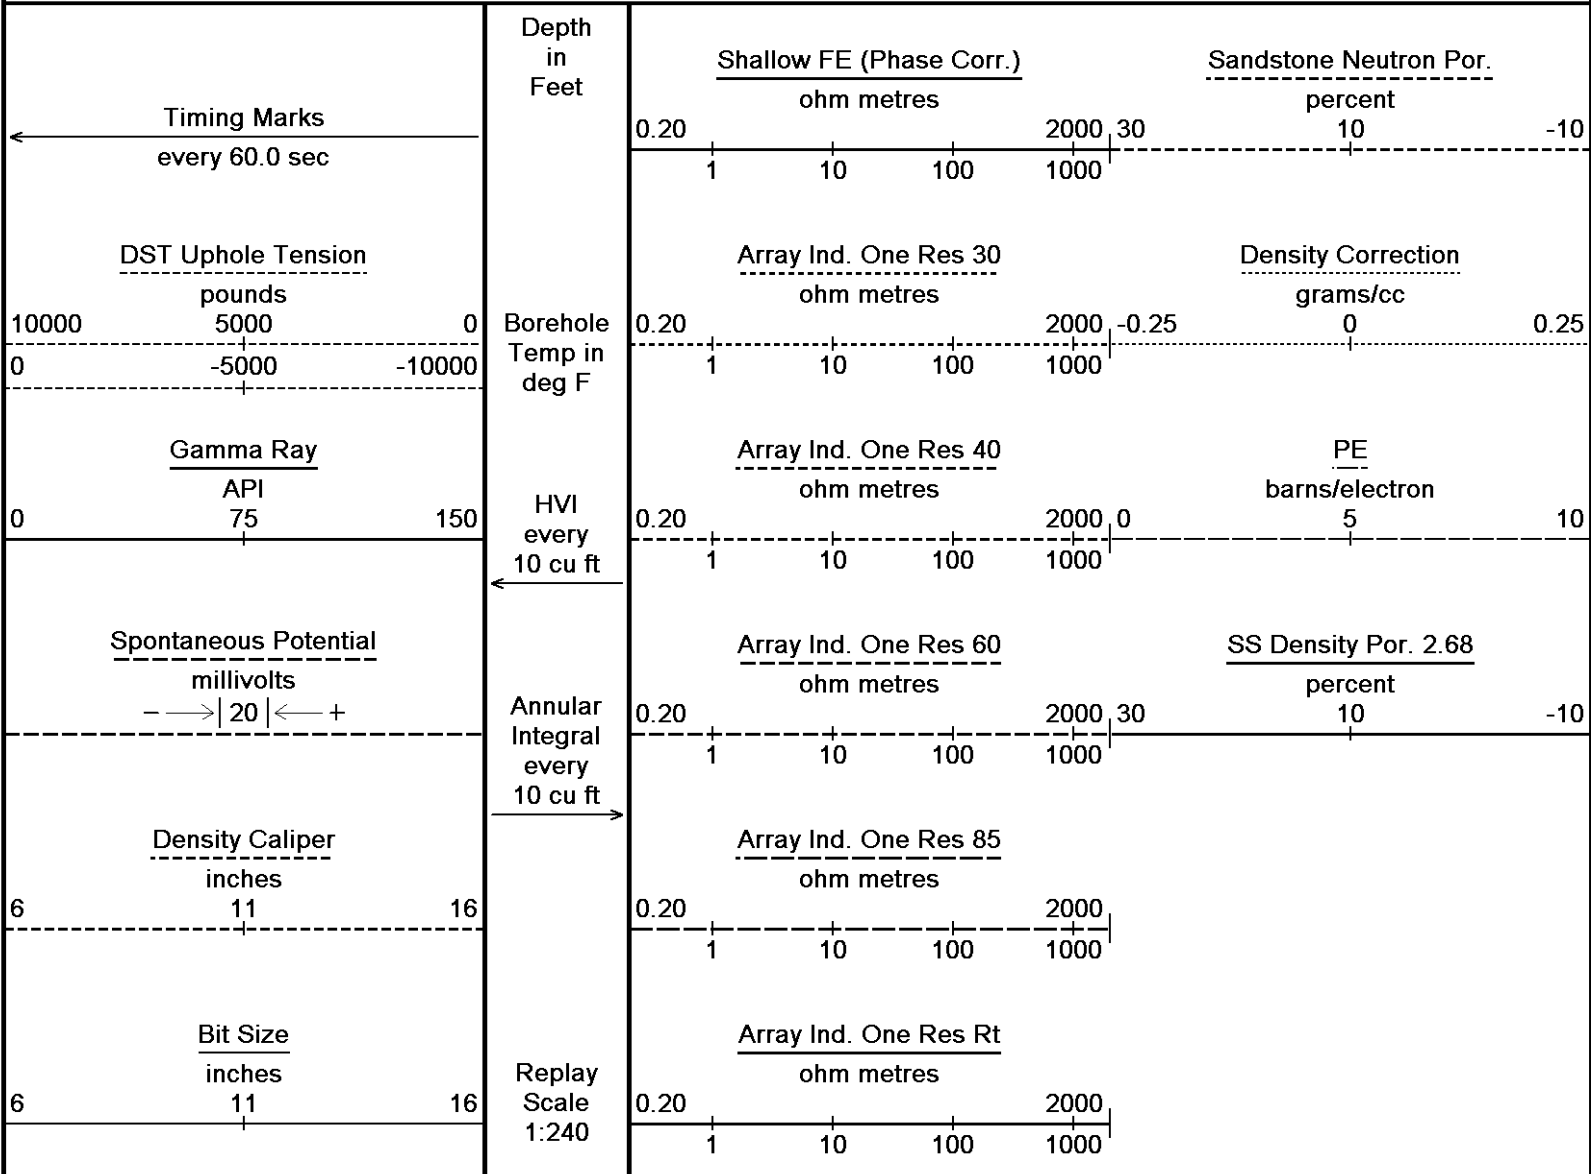 Timing Marks
every 60.0 sec
DST Uphole Tension
pounds
10000 5000 0
0 -5000 -10000
Gamma Ray
API
0 75 150
Spontaneous Potential
millivolts
− → | 20 | ← +
Density Caliper
inches
6 11 16
Bit Size
inches
6 11 16
Depth
in
Feet
Borehole
Temp in
deg F
HVI
every
10 cu ft
Annular
Integral
every
10 cu ft
Replay
Scale
1:240
Shallow FE (Phase Corr.)
ohm metres
0.20 2000
1 10 100 1000
Array Ind. One Res 30
ohm metres
0.20 2000
1 10 100 1000
Array Ind. One Res 40
ohm metres
0.20 2000
1 10 100 1000
Array Ind. One Res 60
ohm metres
0.20 2000
1 10 100 1000
Array Ind. One Res 85
ohm metres
0.20 2000
1 10 100 1000
Array Ind. One Res Rt
ohm metres
0.20 2000
1 10 100 1000
Sandstone Neutron Por.
percent
30 10 -10
Density Correction
grams/cc
-0.25 0 0.25
PE
barns/electron
0 5 10
SS Density Por. 2.68
percent
30 10 -10